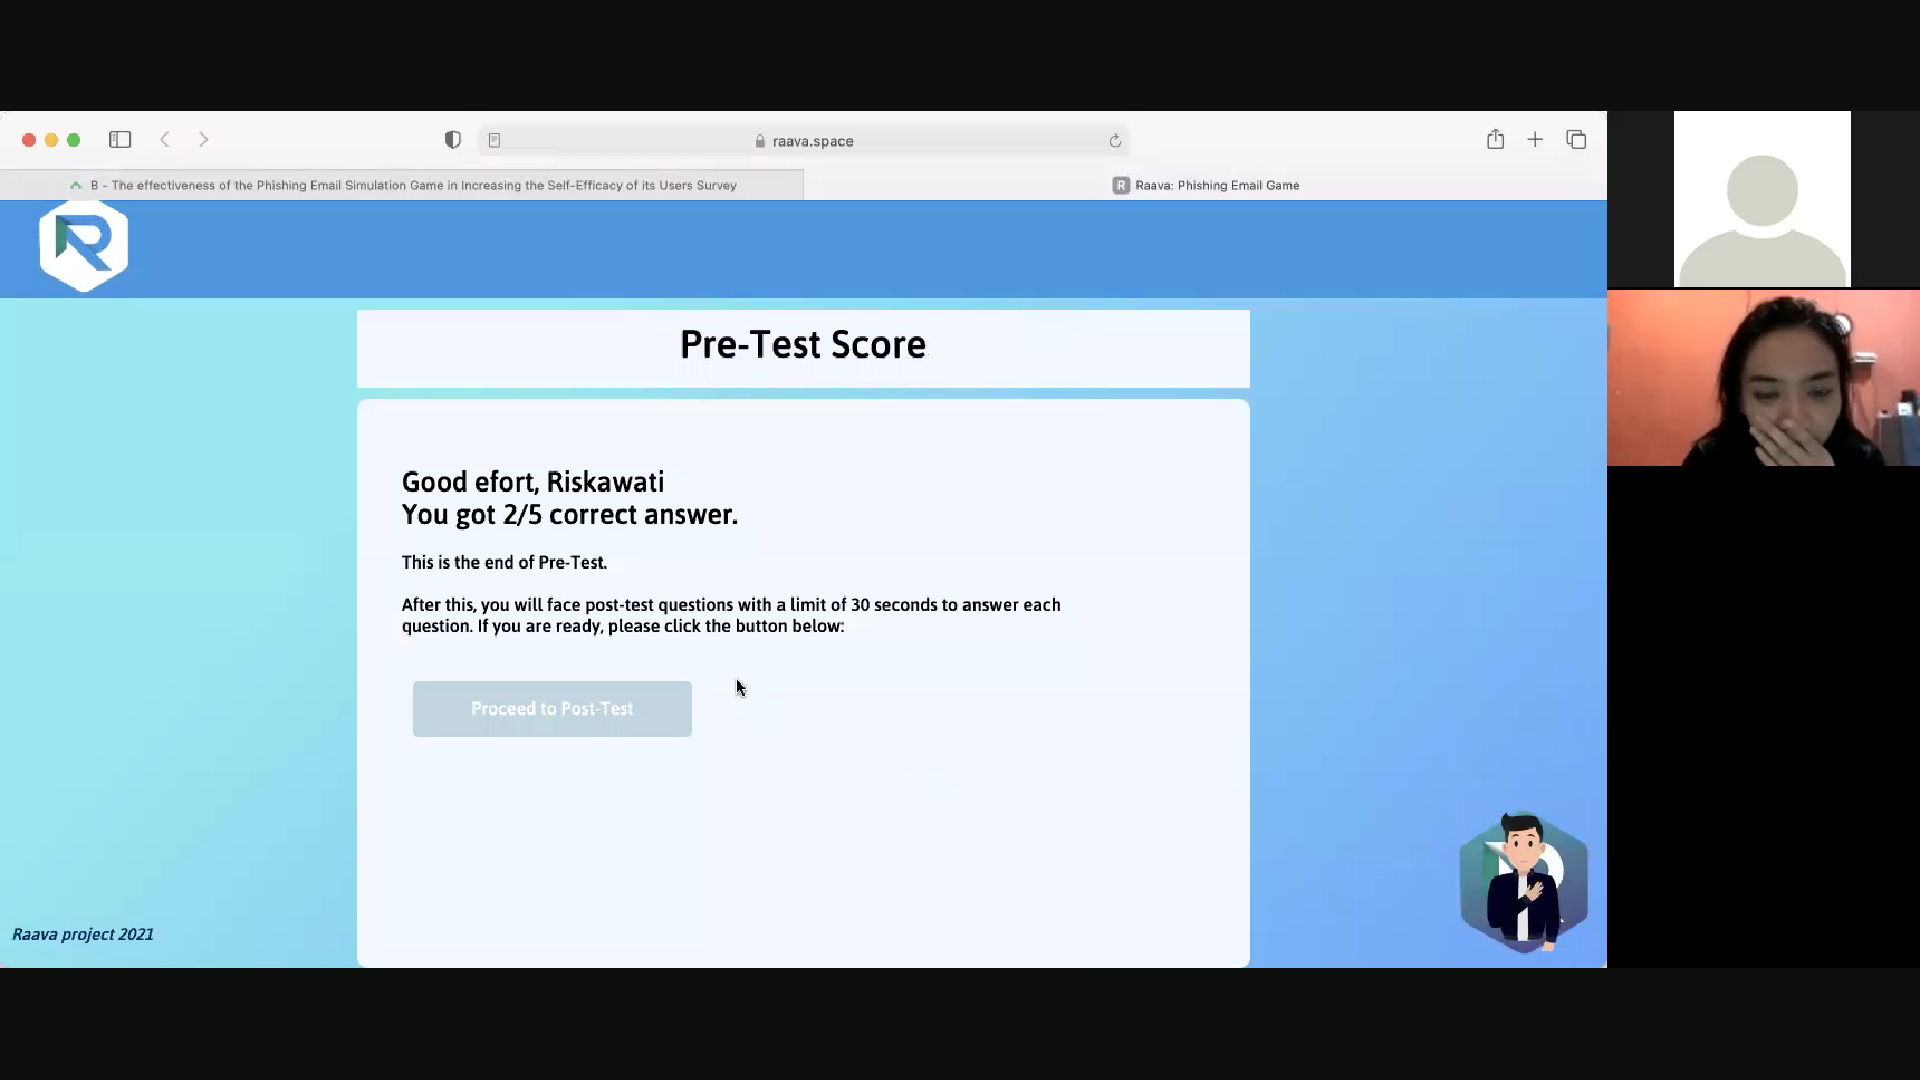 raava.space
B - The effectiveness of the Phishing Email Simulation Game in Increasing the Self-Efficacy of its Users Survey
R Raava: Phishing Email Game
R
Pre-Test Score
Good efort, Riskawati
You got 2/5 correct answer.
This is the end of Pre-Test.
After this, you will face post-test questions with a limit of 30 seconds to answer each
question. If you are ready, please click the button below:
Proceed to Post-Test
Raava project 2021